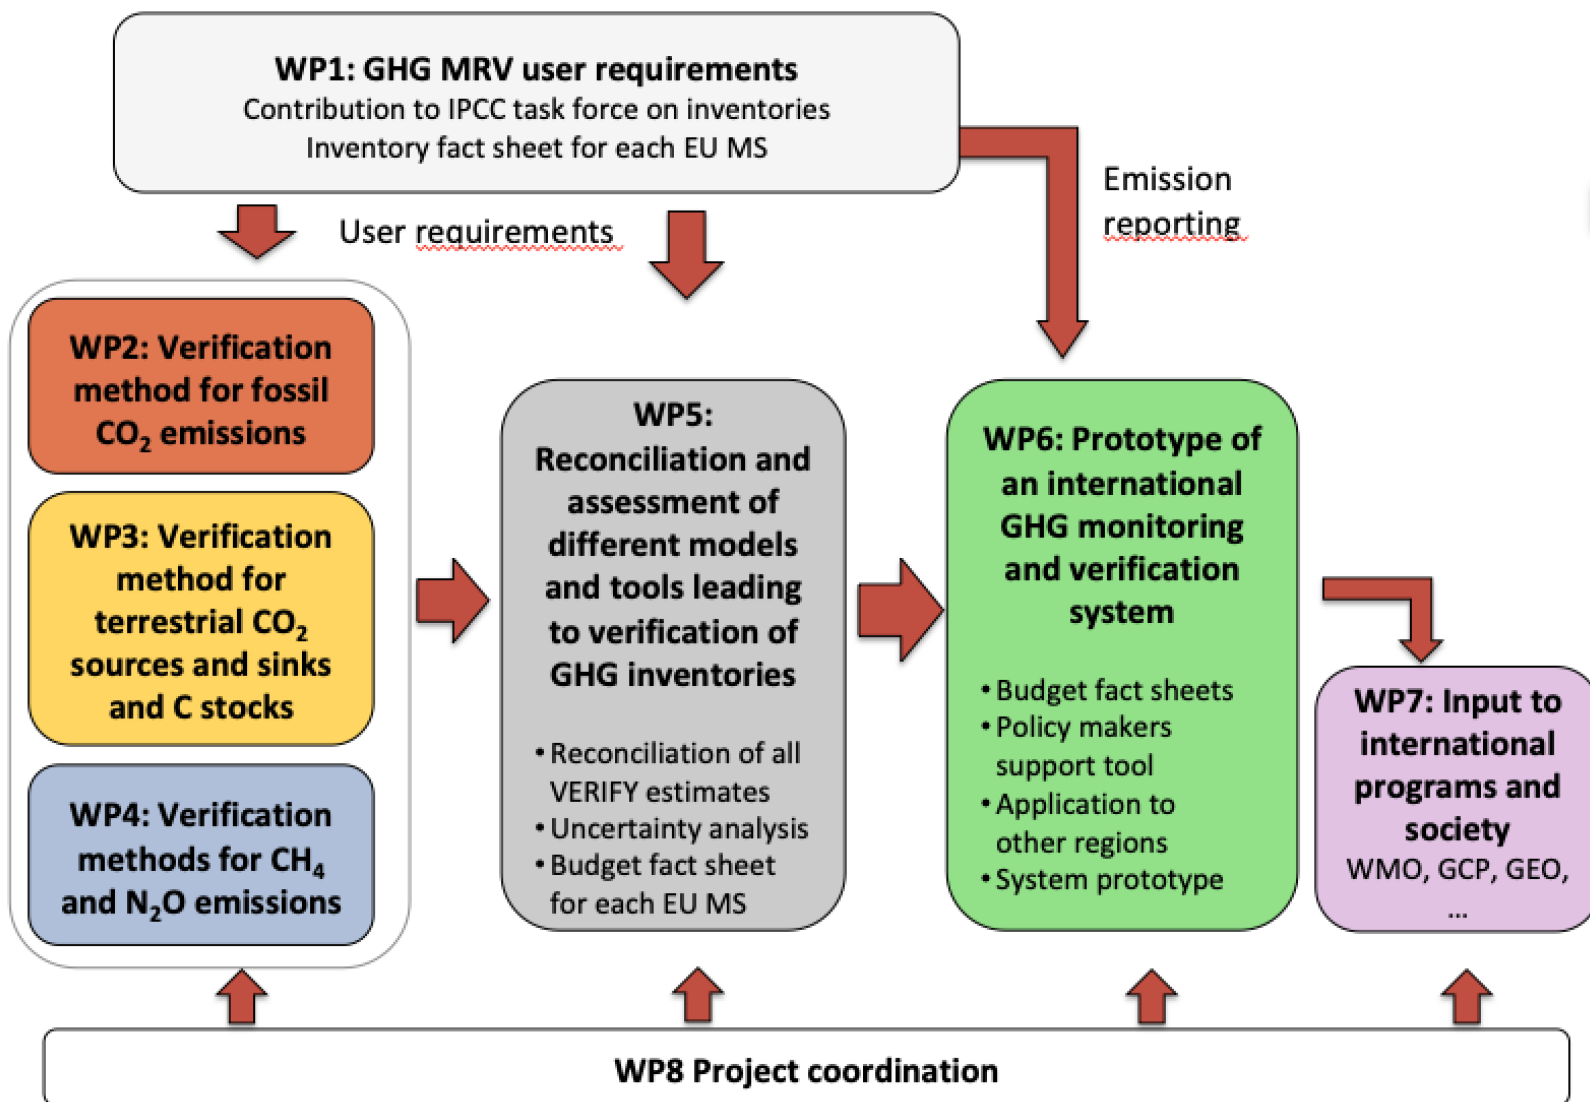 WP1: GHG MRV user requirements
Contribution to IPCC task force on inventories
Inventory fact sheet for each EU MS
User requirements
Emission
reporting
WP2: Verification
method for fossil
CO₂ emissions
WP3: Verification
method for
terrestrial CO₂
sources and sinks
and C stocks
WP4: Verification
methods for CH₄
and N₂O emissions
WP5:
Reconciliation and
assessment of
different models
and tools leading
to verification of
GHG inventories
• Reconciliation of all
VERIFY estimates
• Uncertainty analysis
• Budget fact sheet
for each EU MS
WP6: Prototype of
an international
GHG monitoring
and verification
system
• Budget fact sheets
• Policy makers
support tool
• Application to
other regions
• System prototype
WP7: Input to
international
programs and
society
WMO, GCP, GEO,
...
WP8 Project coordination